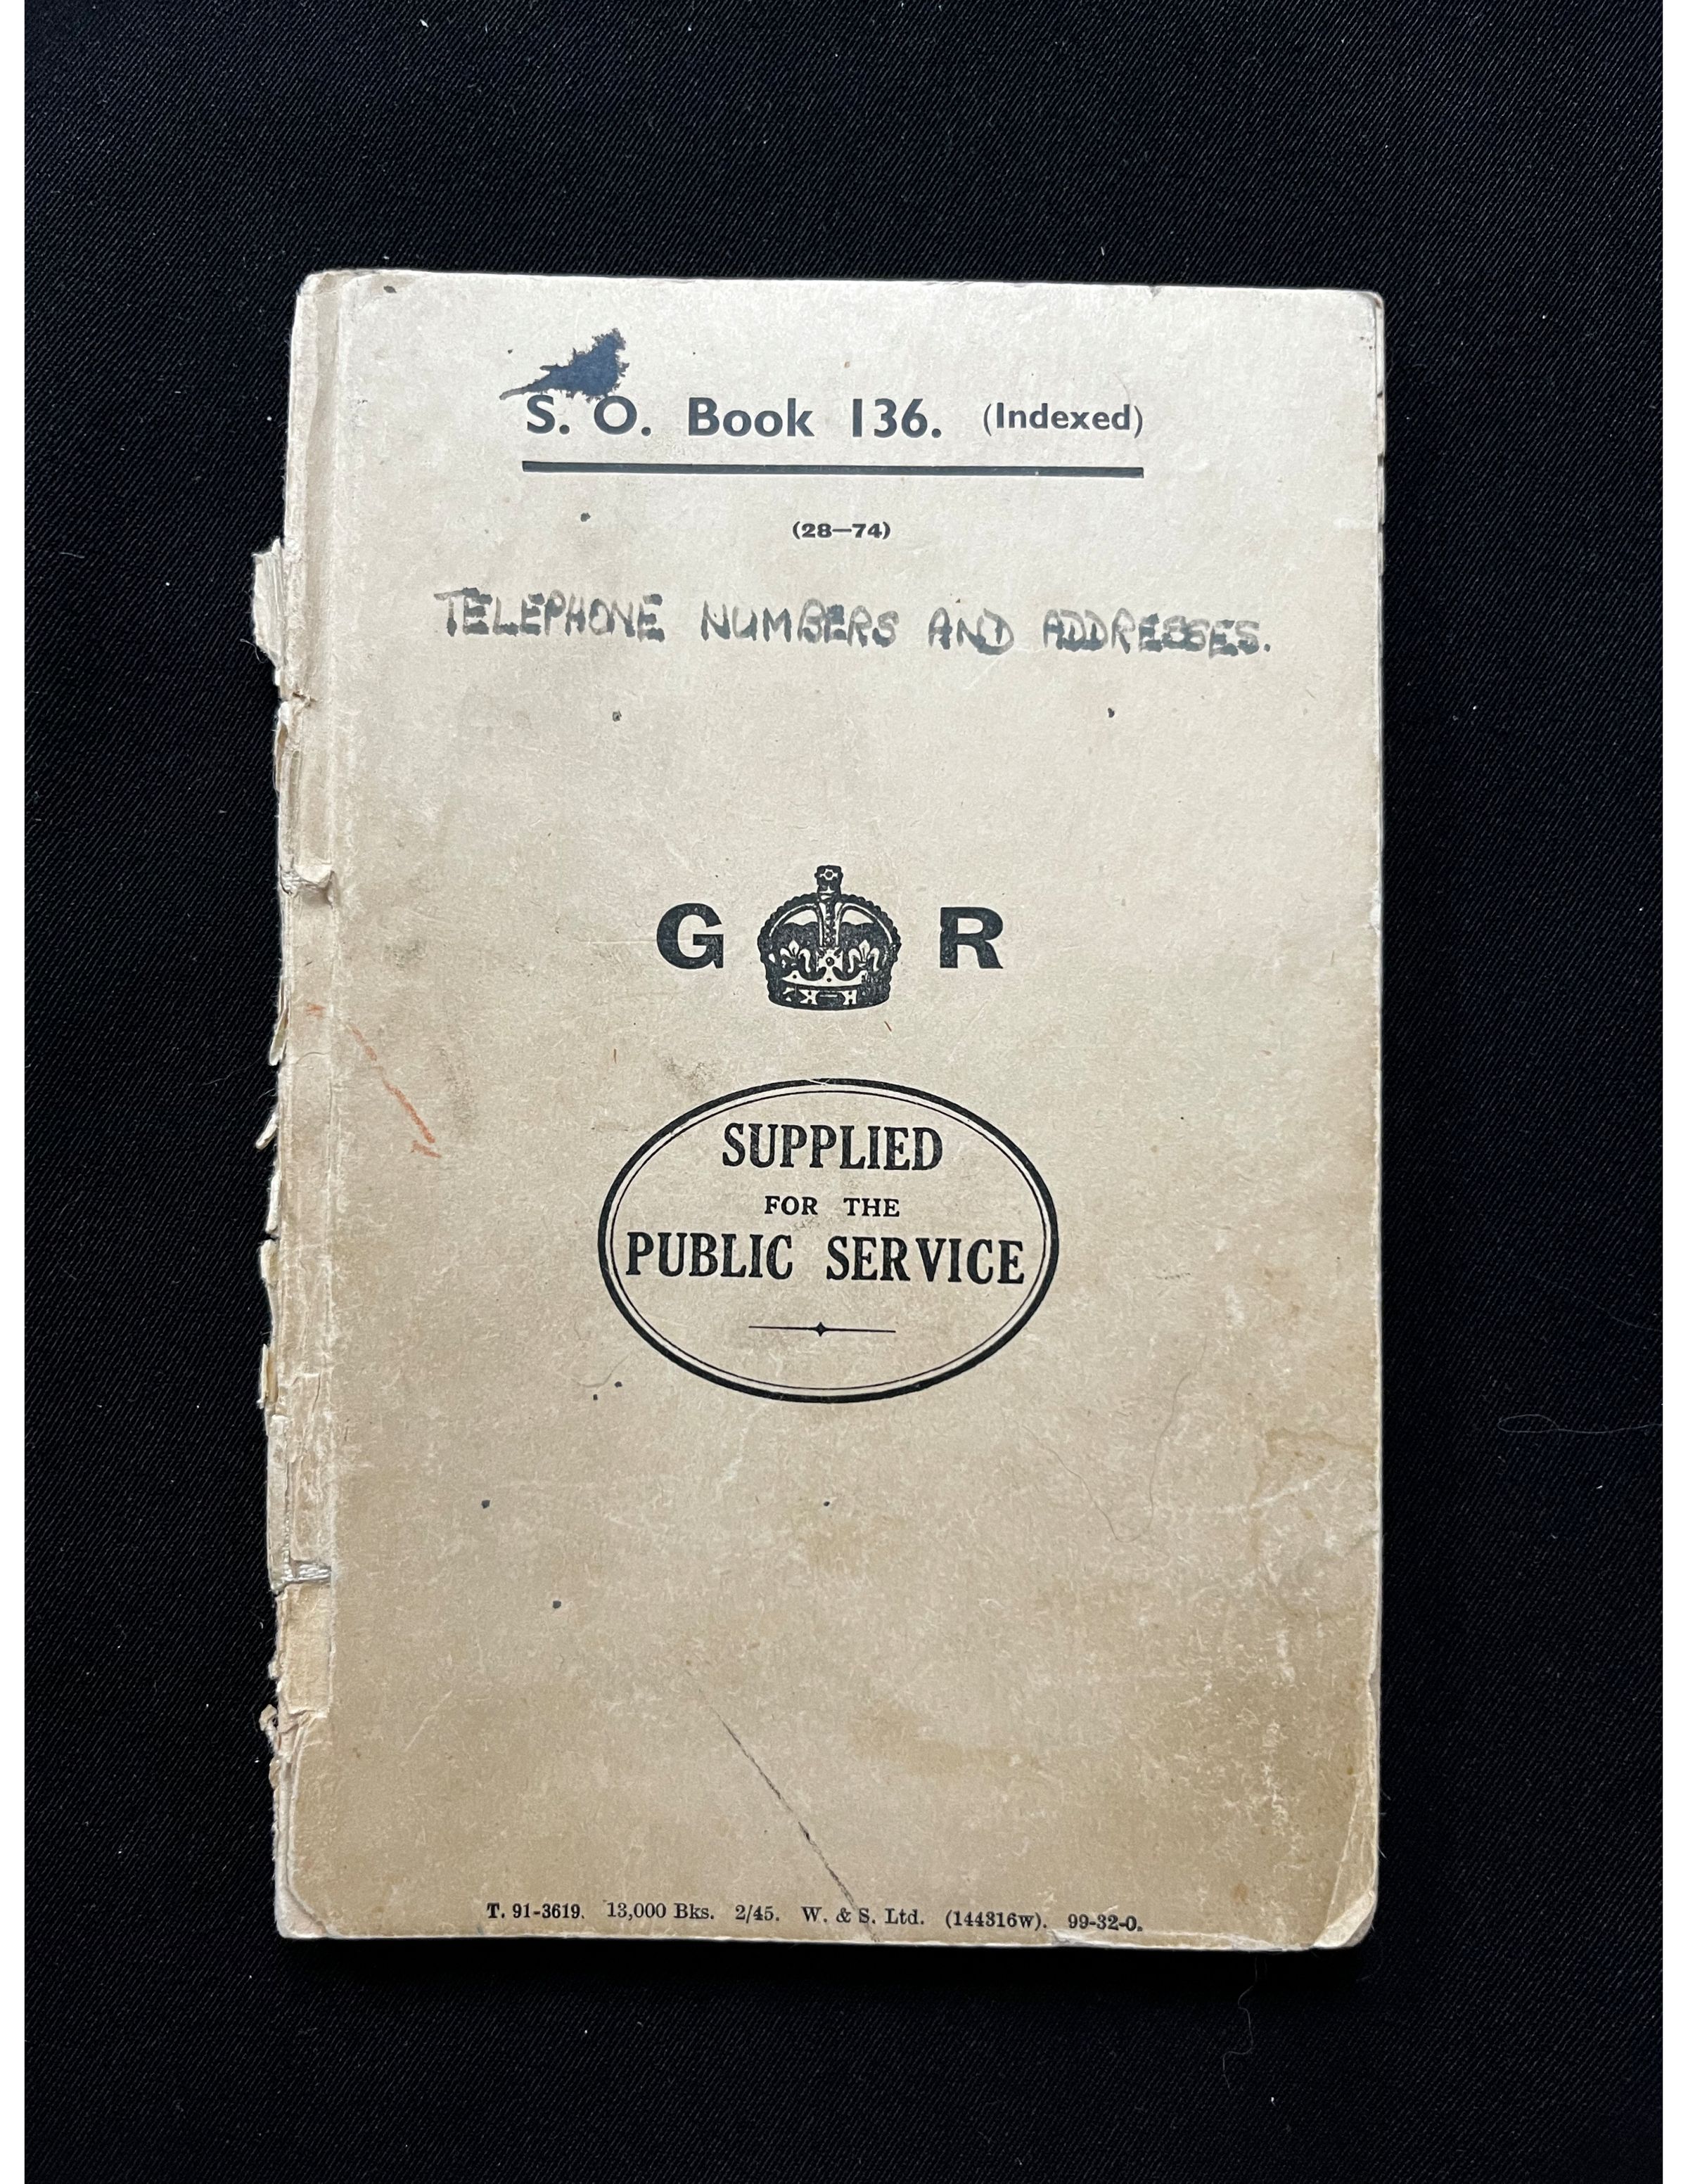 S. O. Book 136. (Indexed)
(28—74)
TELEPHONE NUMBERS AND ADDRESSES.
G R
SUPPLIED
FOR THE
PUBLIC SERVICE
T. 91-3619. 13,000 Bks. 2/45. W. & S. Ltd. (144316w). 99-32-0.